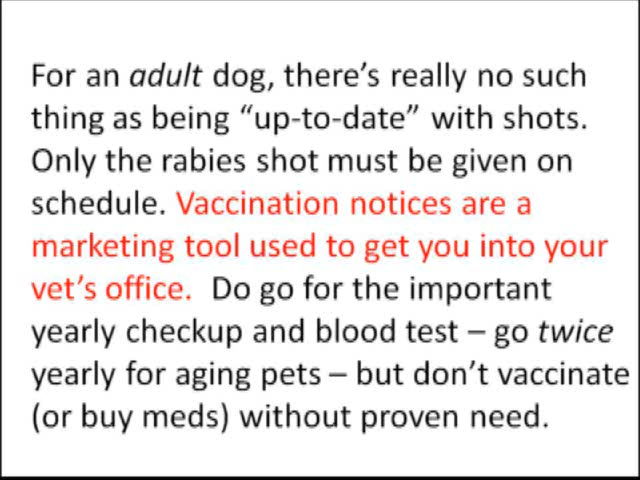 For an adult dog, there’s really no such
thing as being “up-to-date” with shots.
Only the rabies shot must be given on
schedule. Vaccination notices are a
marketing tool used to get you into your
vet’s office.  Do go for the important
yearly checkup and blood test – go twice
yearly for aging pets – but don’t vaccinate
(or buy meds) without proven need.